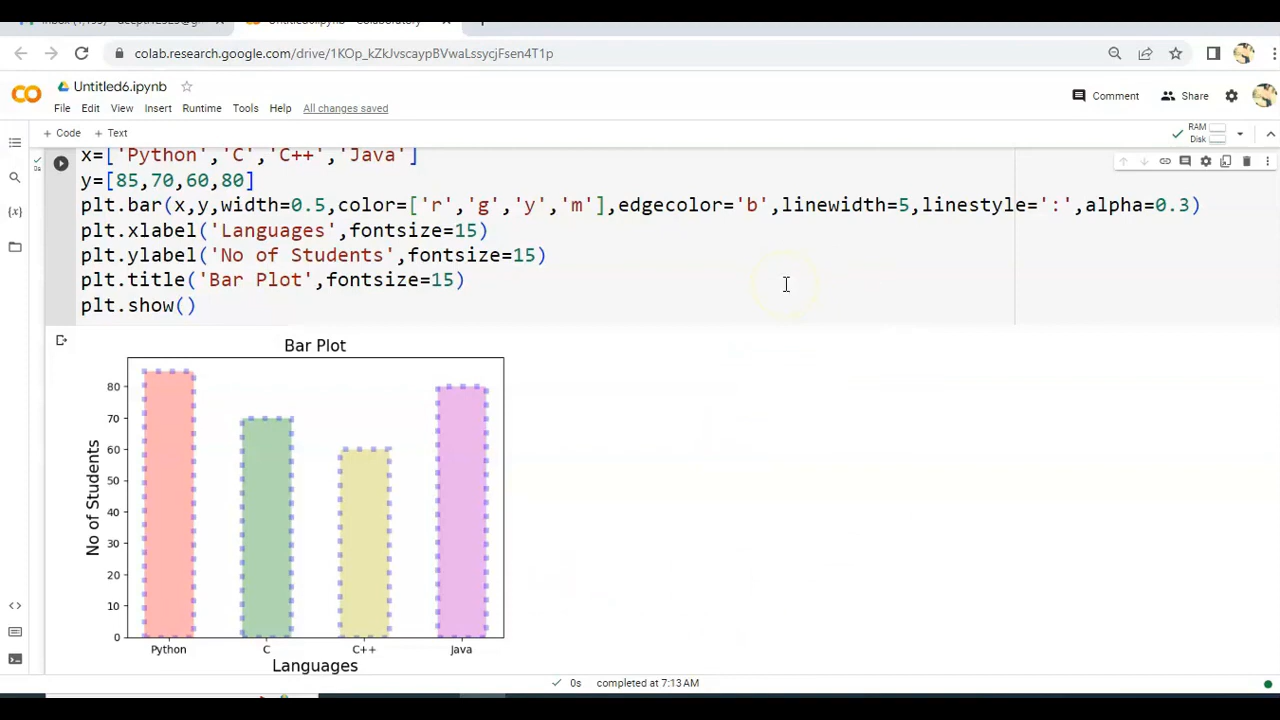 colab.research.google.com/drive/1KOp_kZkJvscaypBVwaLssycjFsen4T1p
Untitled6.ipynb
File Edit View Insert Runtime Tools Help All changes saved
Comment Share
+ Code + Text
RAM
Disk
x=['Python','C','C++','Java']
y=[85,70,60,80]
plt.bar(x,y,width=0.5,color=['r','g','y','m'],edgecolor='b',linewidth=5,linestyle=':',alpha=0.3)
plt.xlabel('Languages',fontsize=15)
plt.ylabel('No of Students',fontsize=15)
plt.title('Bar Plot',fontsize=15)
plt.show()
Bar Plot
No of Students
80
70
60
50
40
30
20
10
0
Python C C++ Java
Languages
0s completed at 7:13 AM